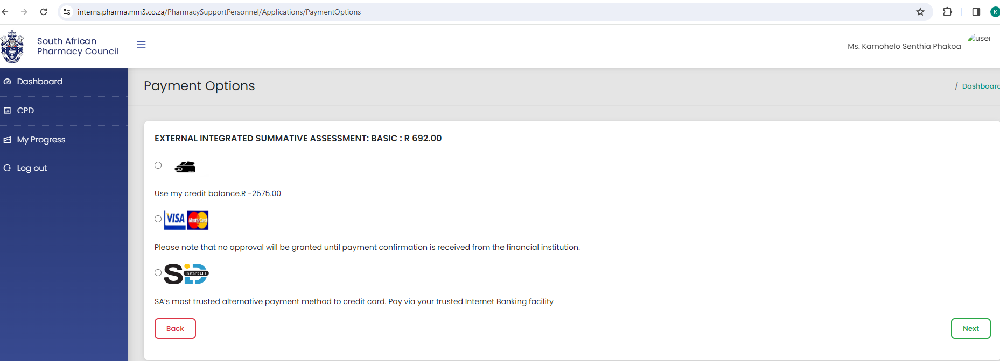 interns.pharma.mm3.co.za/PharmacySupportPersonnel/Applications/PaymentOptions
K
South African
Pharmacy Council
Ms. Kamohelo Senthia Phakoa
user
Dashboard
CPD
My Progress
Log out
Payment Options
/ Dashboard
EXTERNAL INTEGRATED SUMMATIVE ASSESSMENT: BASIC : R 692.00
Use my credit balance.R -2575.00
VISA MasterCard
Please note that no approval will be granted until payment confirmation is received from the financial institution.
SiD
Instant EFT
SA’s most trusted alternative payment method to credit card. Pay via your trusted Internet Banking facility
Back
Next